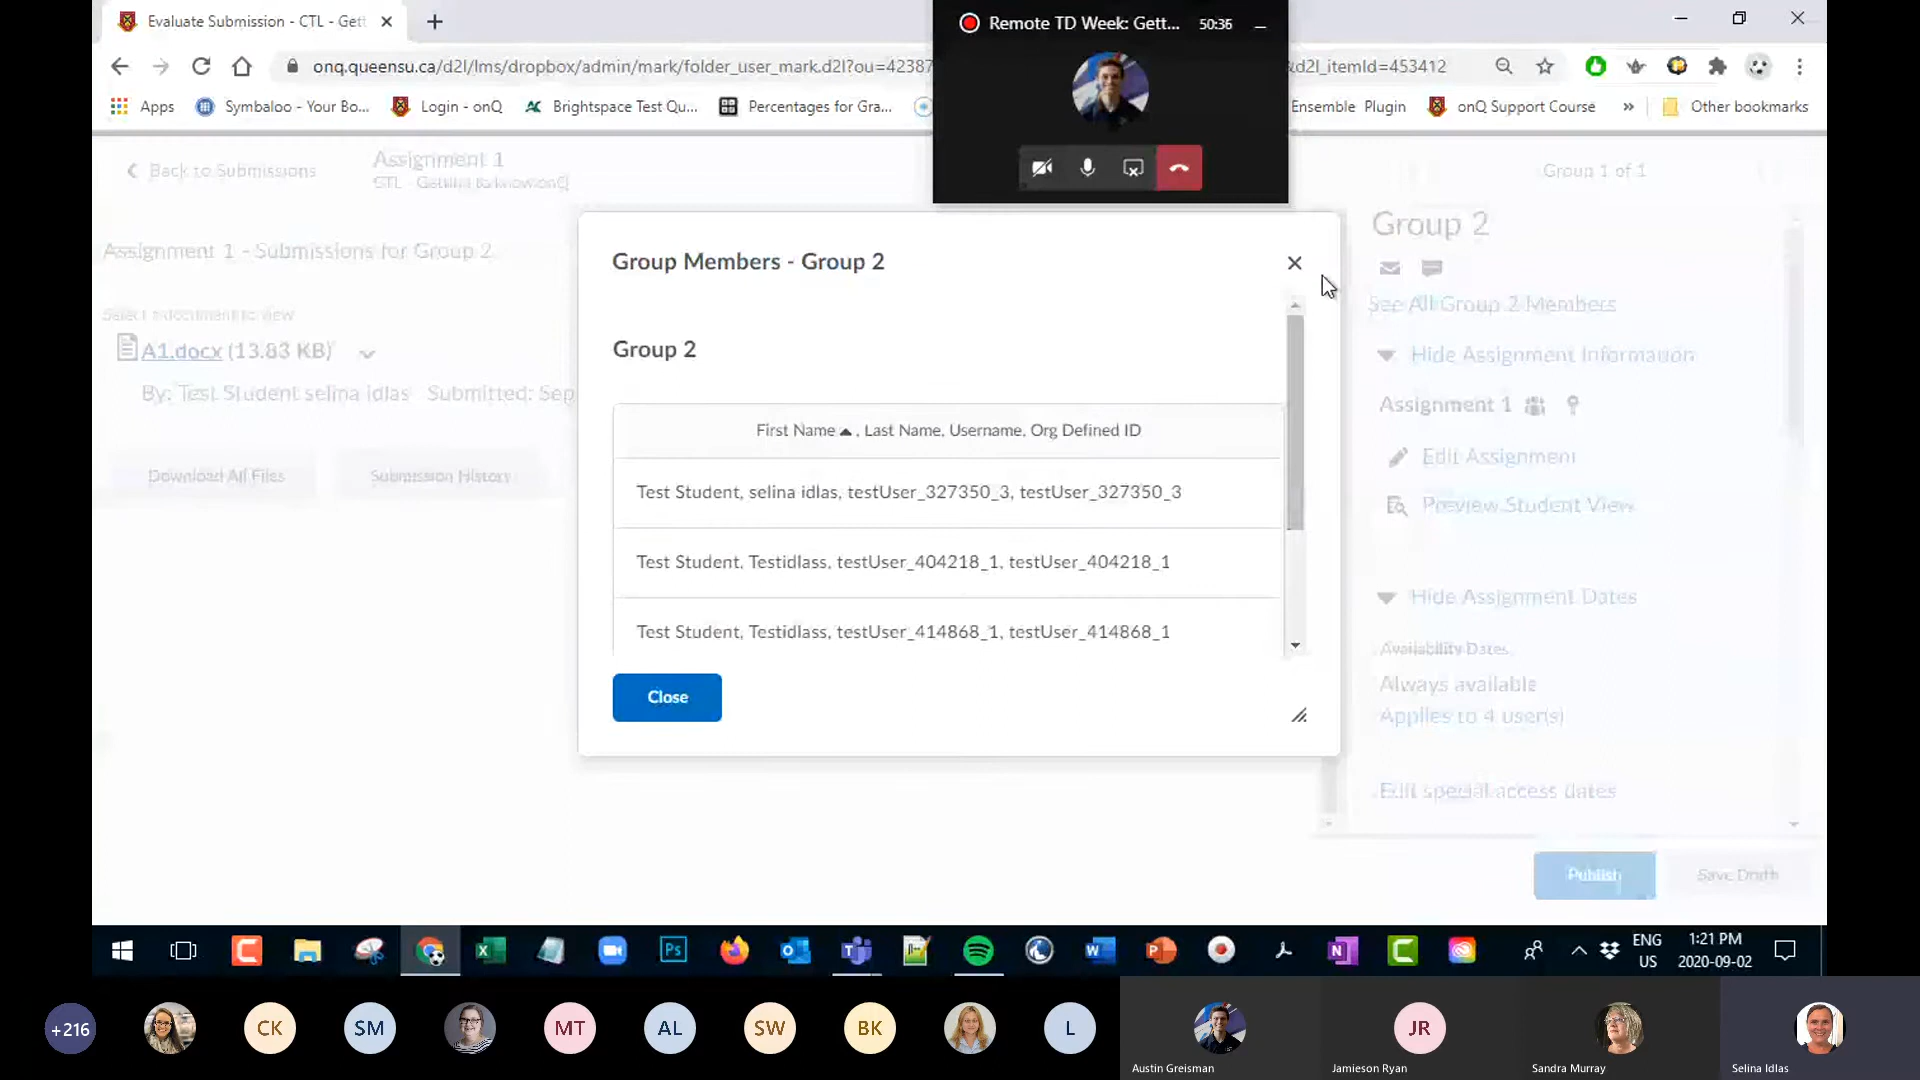 Evaluate Submission - CTL - Gett
Remote TD Week: Gett... 50:36
onq.queensu.ca/d2l/lms/dropbox/admin/mark/folder_user_mark.d2l?ou=42387
d2l_itemId=453412
Apps
Symbaloo - Your Bo...
Login - onQ
Brightspace Test Qu...
Percentages for Gra...
Ensemble Plugin
onQ Support Course
»
Other bookmarks
Back to Submissions
Assignment 1
Group 1 of 1
Assignment 1 - Submissions for Group 2
Select a document to view
A1.docx (13.83 KB)
By: Test Student selina idlas Submitted: Sep
Download All Files
Submission History
Group Members - Group 2
Group 2
First Name, Last Name, Username, Org Defined ID
Test Student, selina idlas, testUser_327350_3, testUser_327350_3
Test Student, Testidlass, testUser_404218_1, testUser_404218_1
Test Student, Testidlass, testUser_414868_1, testUser_414868_1
Close
Group 2
See All Group 2 Members
Hide Assignment Information
Assignment 1
Edit Assignment
Preview Student View
Hide Assignment Dates
Availability Dates
Always available
Applies to 4 user(s)
Edit special access dates
Publish
Save Draft
ENG
US
1:21 PM
2020-09-02
+216
CK
SM
MT
AL
SW
BK
L
JR
Austin Greisman
Jamieson Ryan
Sandra Murray
Selina Idlas